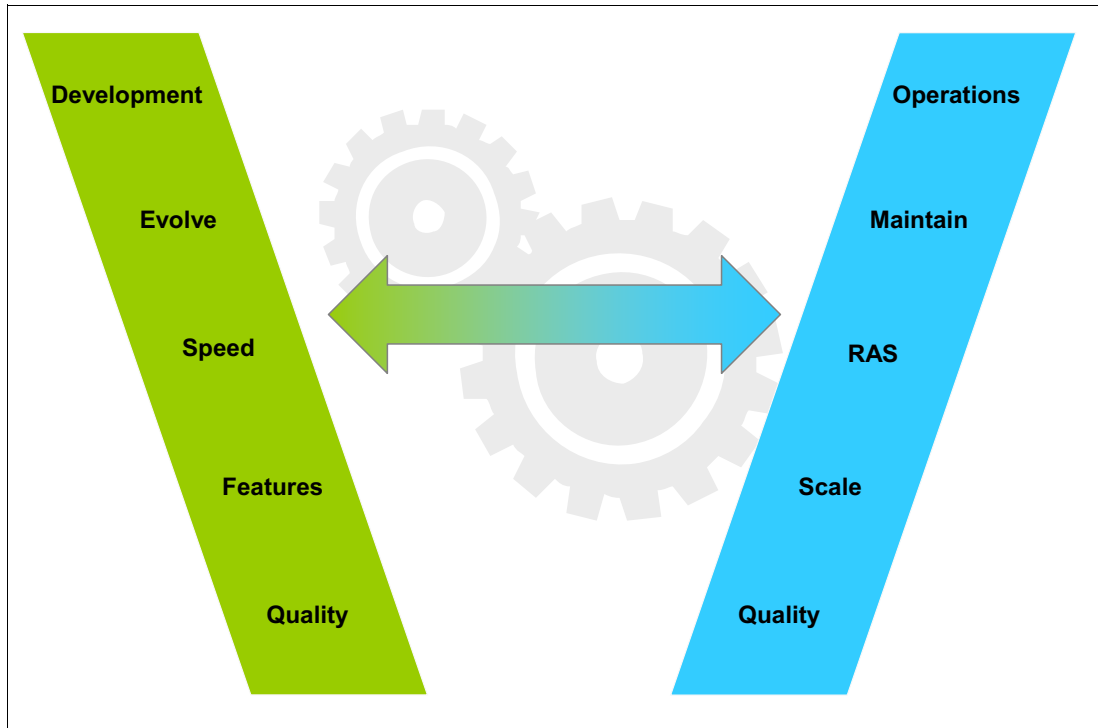 Development
Evolve
Speed
Features
Quality
Operations
Maintain
RAS
Scale
Quality